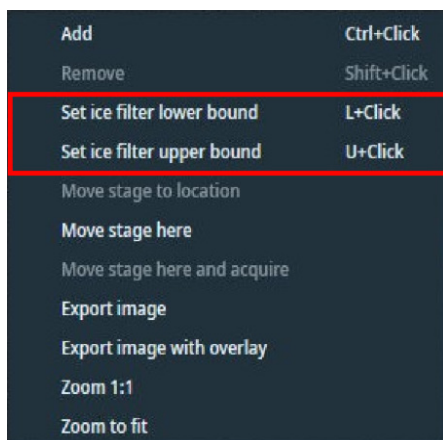 Add Ctrl+Click
Remove Shift+Click
Set ice filter lower bound L+Click
Set ice filter upper bound U+Click
Move stage to location
Move stage here
Move stage here and acquire
Export image
Export image with overlay
Zoom 1:1
Zoom to fit